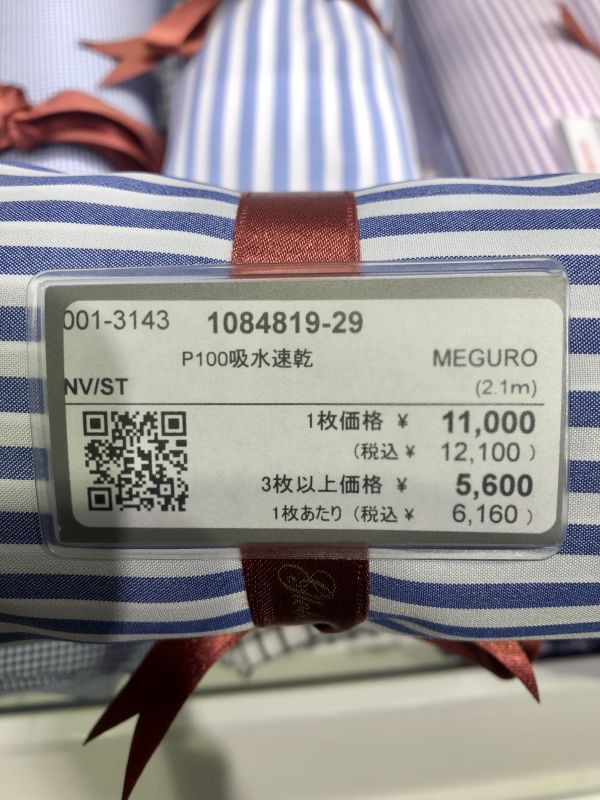 001-3143 1084819-29
P100吸水速乾 MEGURO
NV/ST (2.1m)
1枚価格 ¥ 11,000
(税込 ¥ 12,100 )
3枚以上価格 ¥ 5,600
1枚あたり (税込 ¥ 6,160 )